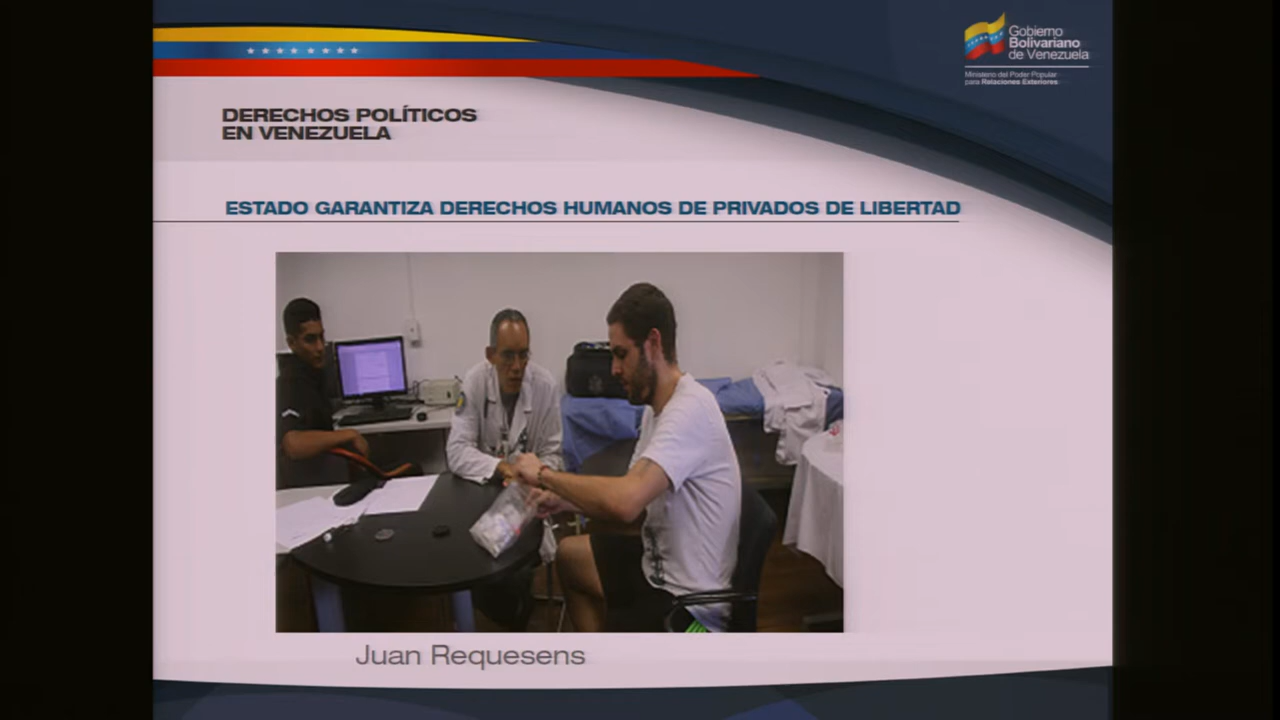 Gobierno
Bolivariano
de Venezuela
Ministerio del Poder Popular
para Relaciones Exteriores
DERECHOS POLÍTICOS
EN VENEZUELA
ESTADO GARANTIZA DERECHOS HUMANOS DE PRIVADOS DE LIBERTAD
Juan Requesens